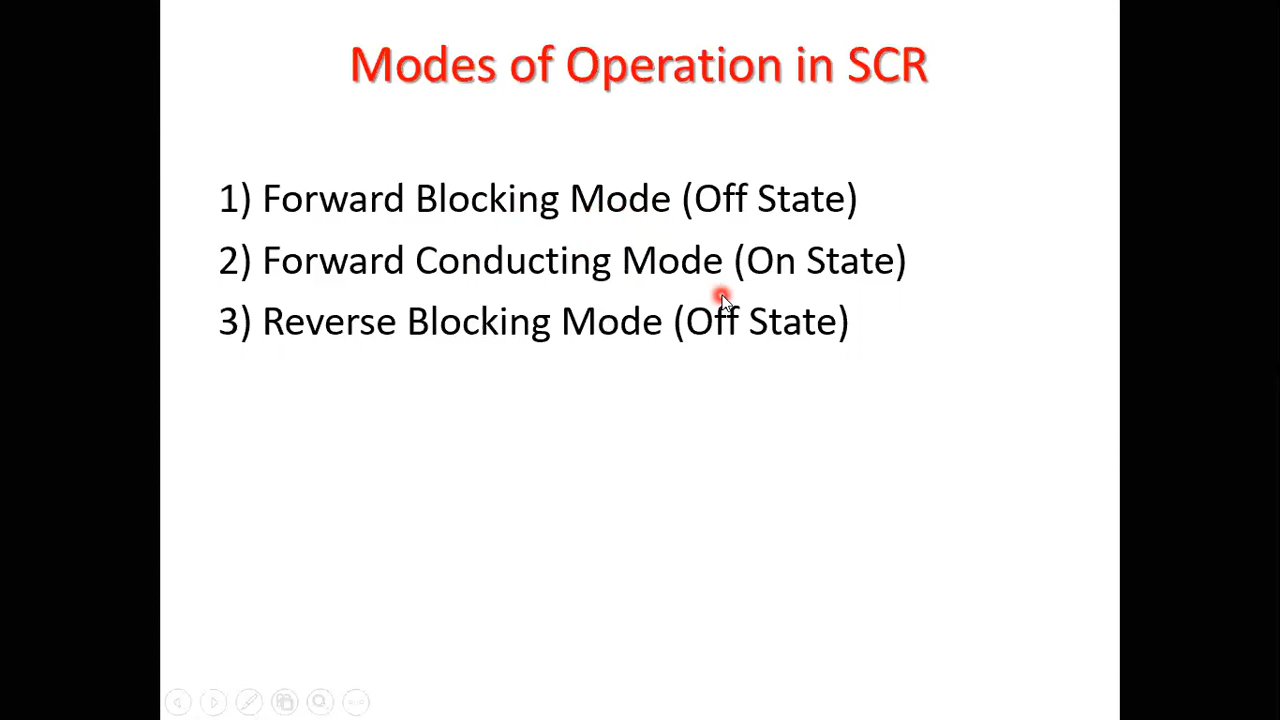 Modes of Operation in SCR
1) Forward Blocking Mode (Off State)
2) Forward Conducting Mode (On State)
3) Reverse Blocking Mode (Off State)